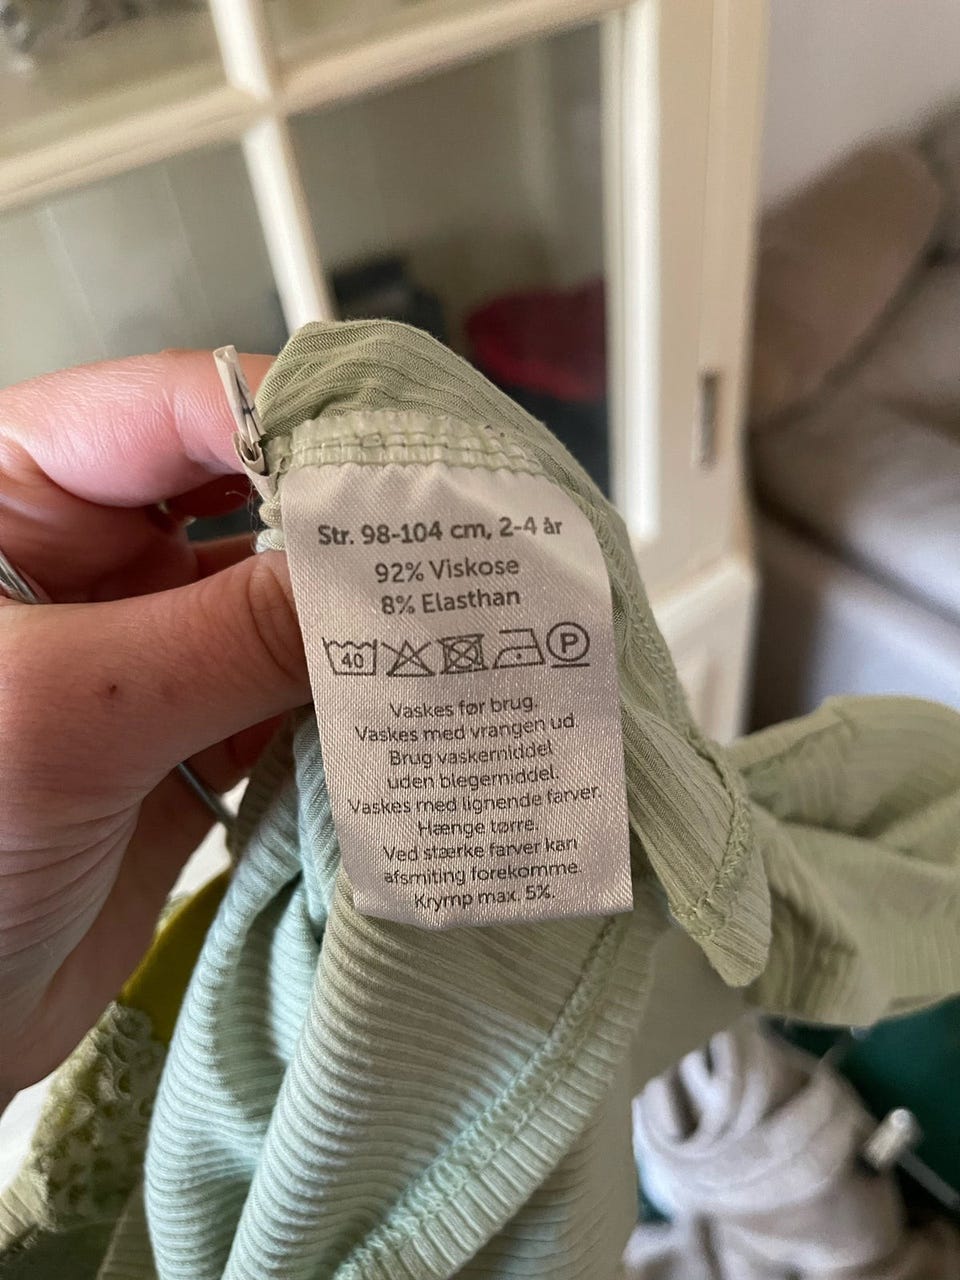 Str. 98-104 cm, 2-4 år
92% Viskose
8% Elasthan
40 P
Vaskes før brug.
Vaskes med vrangen ud
Brug vaskemiddel
uden blegemiddel.
Vaskes med lignende farver.
Hænge tørre.
Ved stærke farver kan
afsmiting forekomme.
Krymp max. 5%.